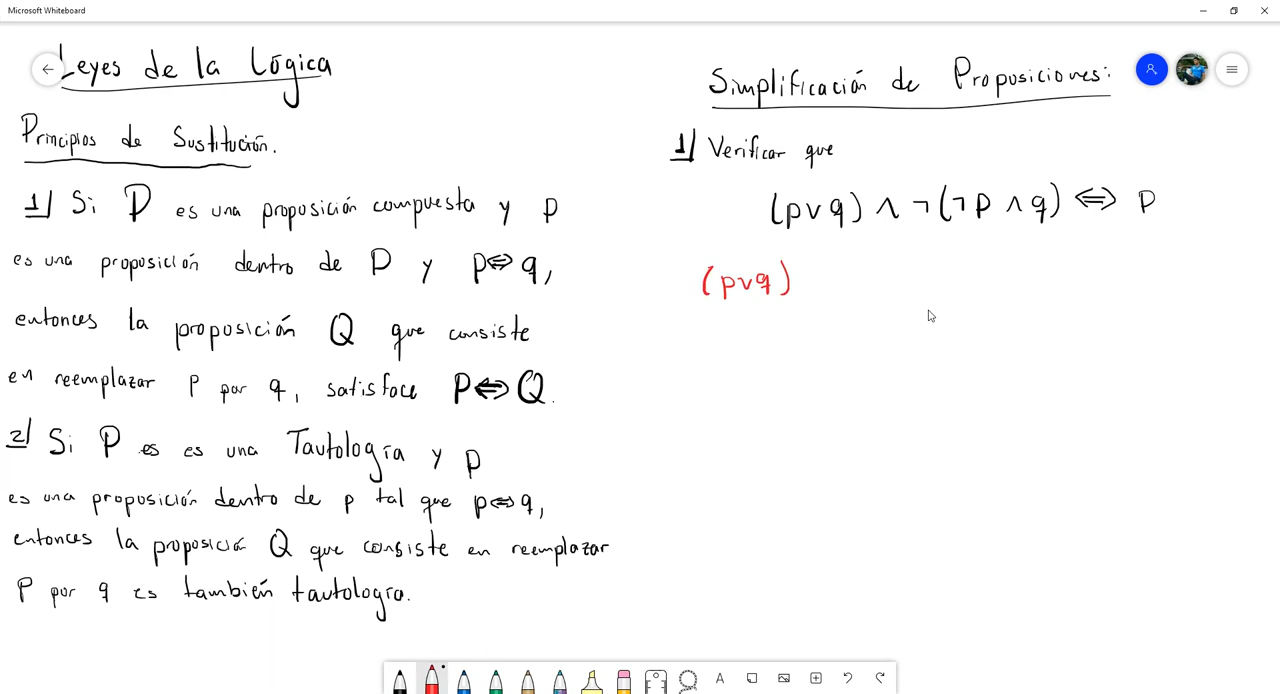 Microsoft Whiteboard
Leyes de la Lógica
Principios de Sustitución.
1) Si P es una proposición compuesta y p
es una proposición dentro de P y p⇔q,
entonces la proposición Q que consiste
en reemplazar p por q, satisface P⇔Q.
2) Si P es es una Tautología y p
es una proposición dentro de p tal que p⇔q,
entonces la proposición Q que consiste en reemplazar
P por q es también tautología.
Simplificación de Proposiciones:
1) Verificar que
(p∨q) ∧ ¬(¬p ∧ q) ⇔ p
(p∨q)
A